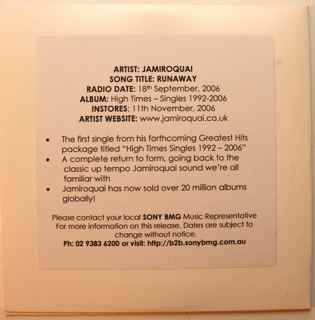 ARTIST: JAMIROQUAI
SONG TITLE: RUNAWAY
RADIO DATE: 18th September, 2006
ALBUM: High Times – Singles 1992-2006
INSTORES: 11th November, 2006
ARTIST WEBSITE: www.jamiroquai.co.uk
• The first single from his forthcoming Greatest Hits
package titled "High Times Singles 1992 – 2006"
• A complete return to form, going back to the
classic up tempo Jamiroquai sound we're all
familiar with
• Jamiroquai has now sold over 20 million albums
globally!
Please contact your local SONY BMG Music Representative
For more information on this release. Dates are subject to
change without notice.
Ph: 02 9383 6200 or visit: http://b2b.sonybmg.com.au